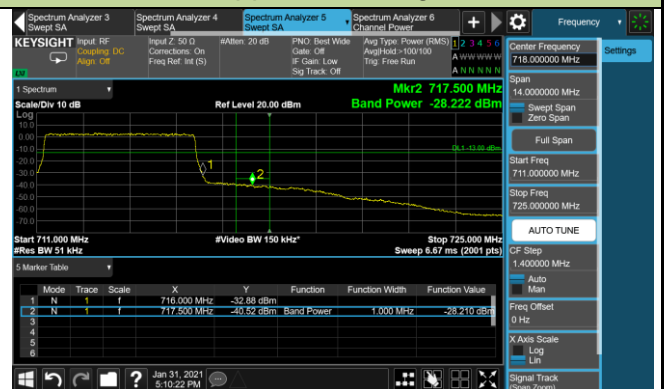 Spectrum Analyzer 3
Swept SA
Spectrum Analyzer 4
Swept SA
Spectrum Analyzer 5
Swept SA
Spectrum Analyzer 6
Channel Power
Frequency
KEYSIGHT
Input: RF
Coupling: DC
Align: Off
Input Z: 50 Ω
Corrections: On
Freq Ref: Int (S)
#Atten: 20 dB
PNO: Best Wide
Gate: Off
IF Gain: Low
Sig Track: Off
Avg Type: Power (RMS)
Avg|Hold:>100/100
Trig: Free Run
1 2 3 4 5 6
A W W W W W
A N N N N N
LV
1 Spectrum
Scale/Div 10 dB
Ref Level 20.00 dBm
Mkr2 717.500 MHz
Band Power -28.222 dBm
Log
10.0
0.00
-10.0
-20.0
-30.0
-40.0
-50.0
-60.0
-70.0
DL1 -13.00 dBm
1
2
Start 711.000 MHz
#Video BW 150 kHz*
Stop 725.000 MHz
#Res BW 51 kHz
Sweep 6.67 ms (2001 pts)
5 Marker Table
Mode Trace Scale X Y Function Function Width Function Value
1 N 1 f 716.000 MHz -32.88 dBm
2 N 1 f 717.500 MHz -40.52 dBm Band Power 1.000 MHz -28.210 dBm
3
4
5
6
Jan 31, 2021
5:10:22 PM
Center Frequency
718.000000 MHz
Settings
Span
14.0000000 MHz
Swept Span
Zero Span
Full Span
Start Freq
711.000000 MHz
Stop Freq
725.000000 MHz
AUTO TUNE
CF Step
1.400000 MHz
Auto
Man
Freq Offset
0 Hz
X Axis Scale
Log
Lin
Signal Track
(Span Zoom)